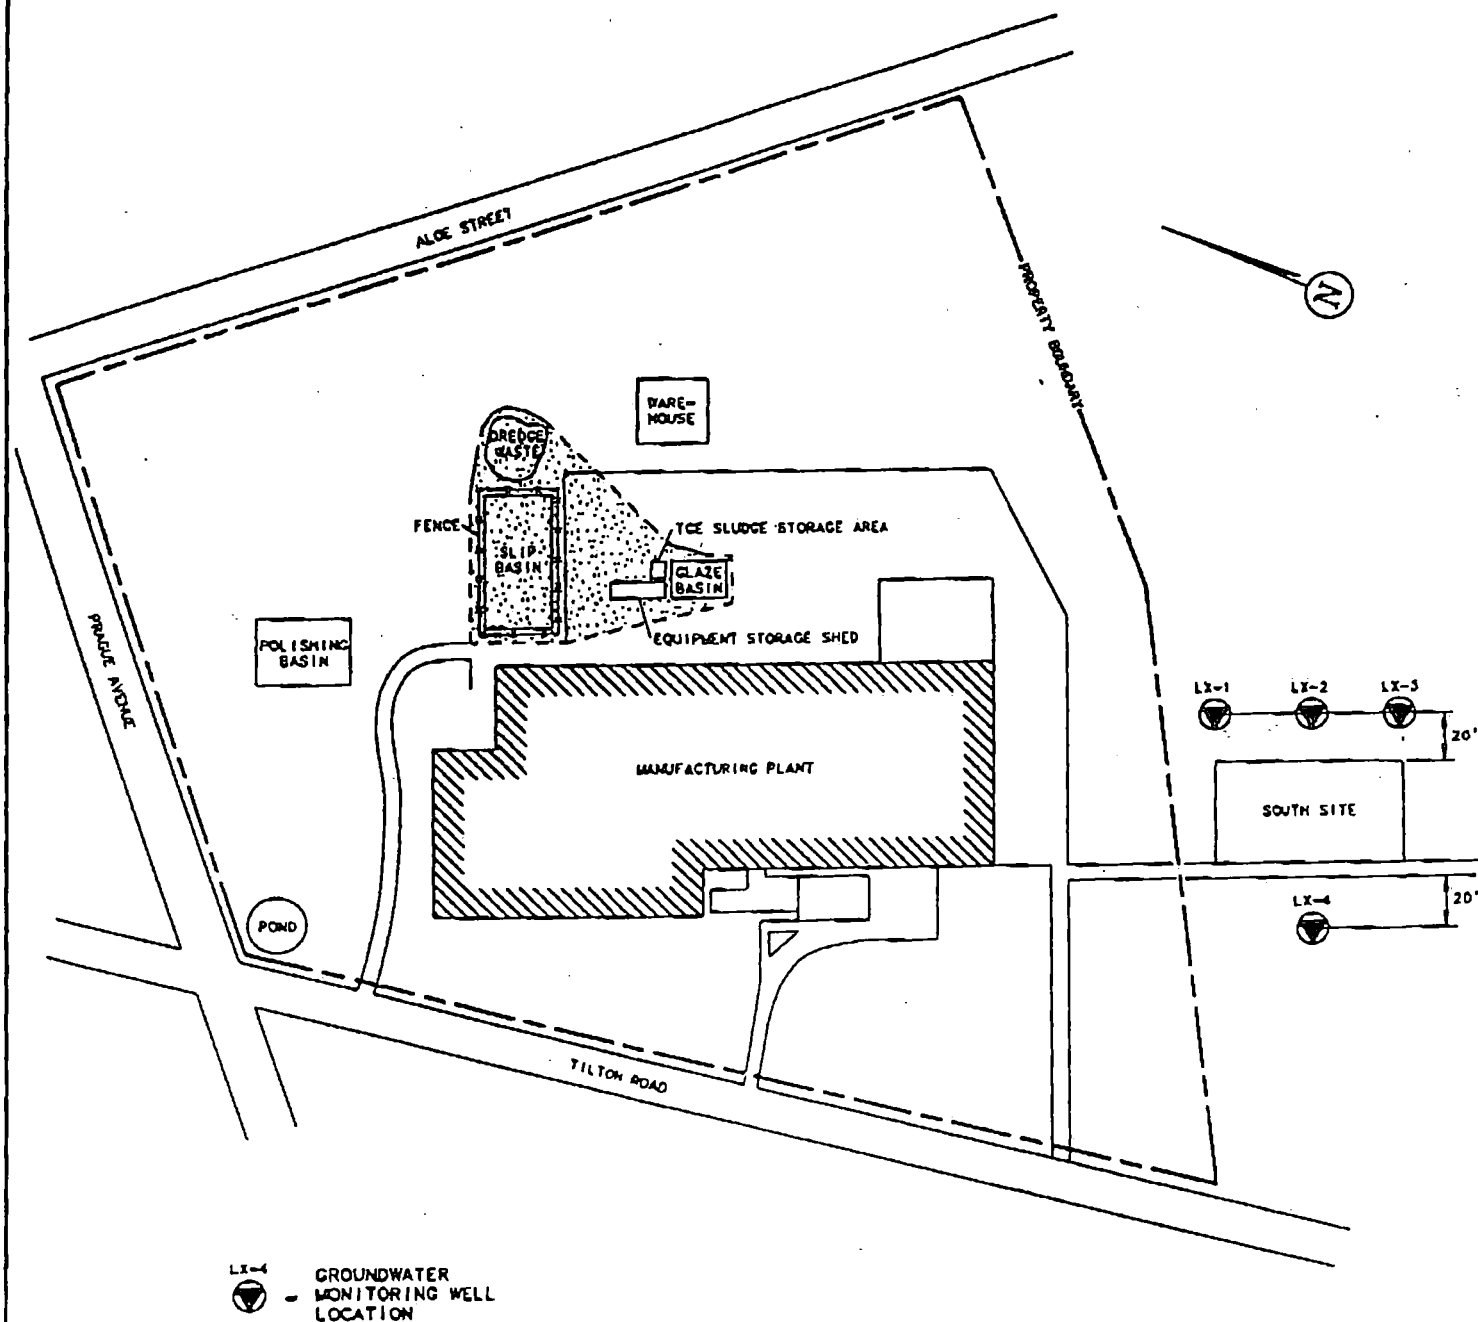 ALOE STREET
N
PROPERTY BOUNDARY
WARE-
HOUSE
DREDGE
WASTE
FENCE
TCE SLUDGE STORAGE AREA
SLIP
BASIN
GLAZE
BASIN
EQUIPMENT STORAGE SHED
POLISHING
BASIN
PRAGUE AVENUE
LX-1
LX-2
LX-3
20'
MANUFACTURING PLANT
SOUTH SITE
20'
LX-4
POND
TILTON ROAD
LX-4
GROUNDWATER
- MONITORING WELL
LOCATION